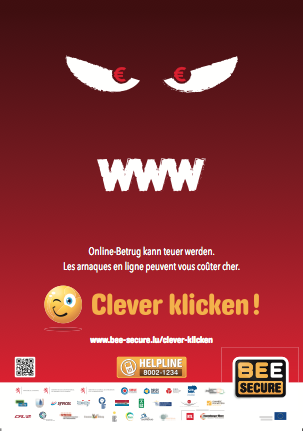 € €
www
Online-Betrug kann teuer werden.
Les arnaques en ligne peuvent vous coûter cher.
Clever klicken !
www.bee-secure.lu/clever-klicken
HELPLINE
8002-1234
BEE
SECURE